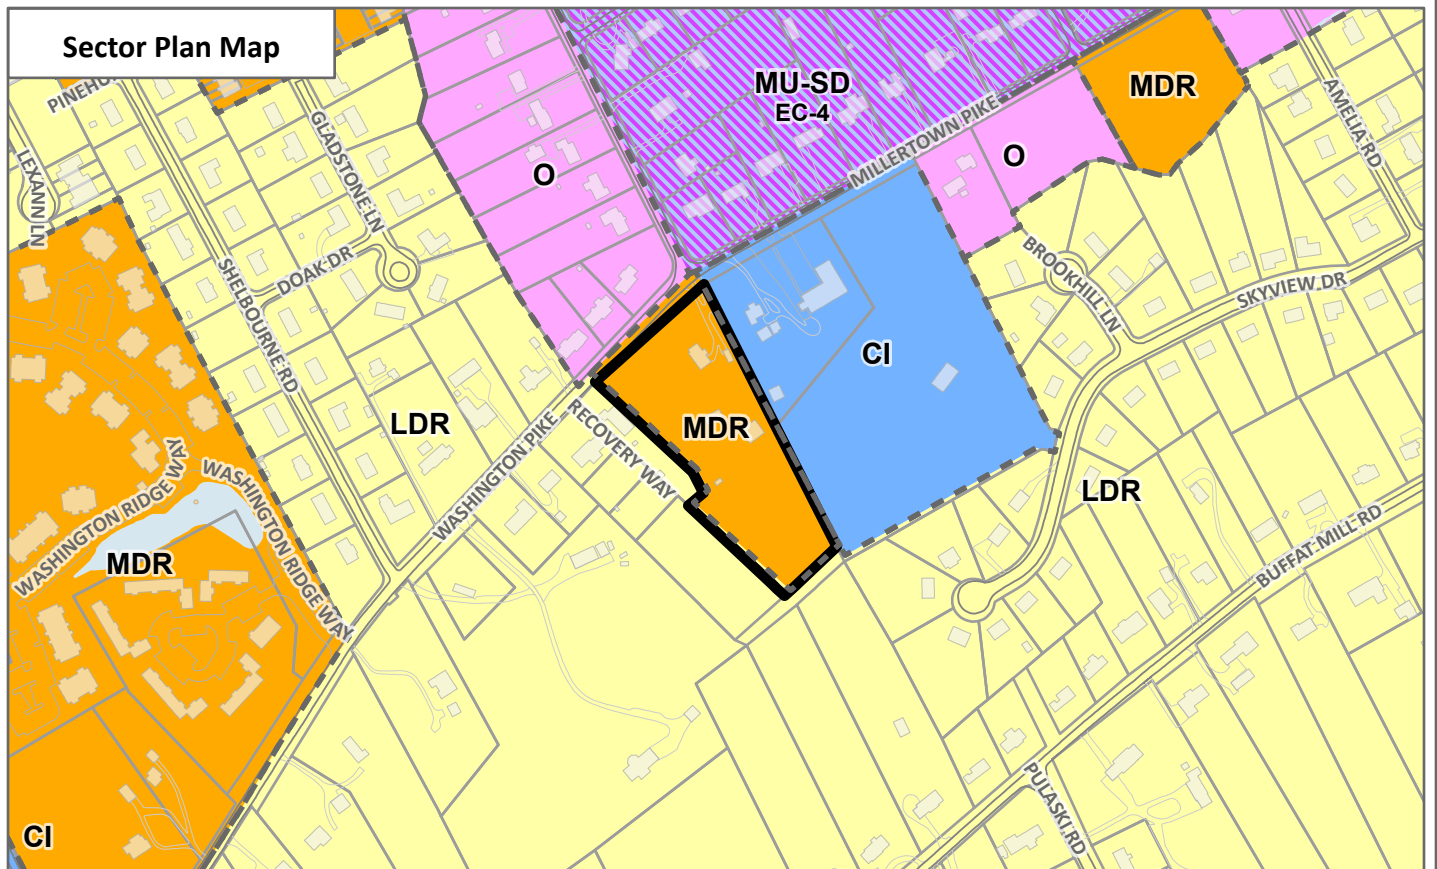 Sector Plan Map
PINEHU
LEXANN LN
GLADSTONE LN
DOAK DR
SHELBOURNE RD
O
MU-SD
EC-4
MILLERTOWN PIKE
MDR
O
AMELIA RD
BROOKHILL LN
SKYVIEW DR
CI
LDR
WASHINGTON PIKE
RECOVERY WAY
MDR
LDR
BUFFAT MILL RD
WASHINGTON RIDGE WAY
WASHINGTON RIDGE WAY
MDR
PULASKI RD
CI